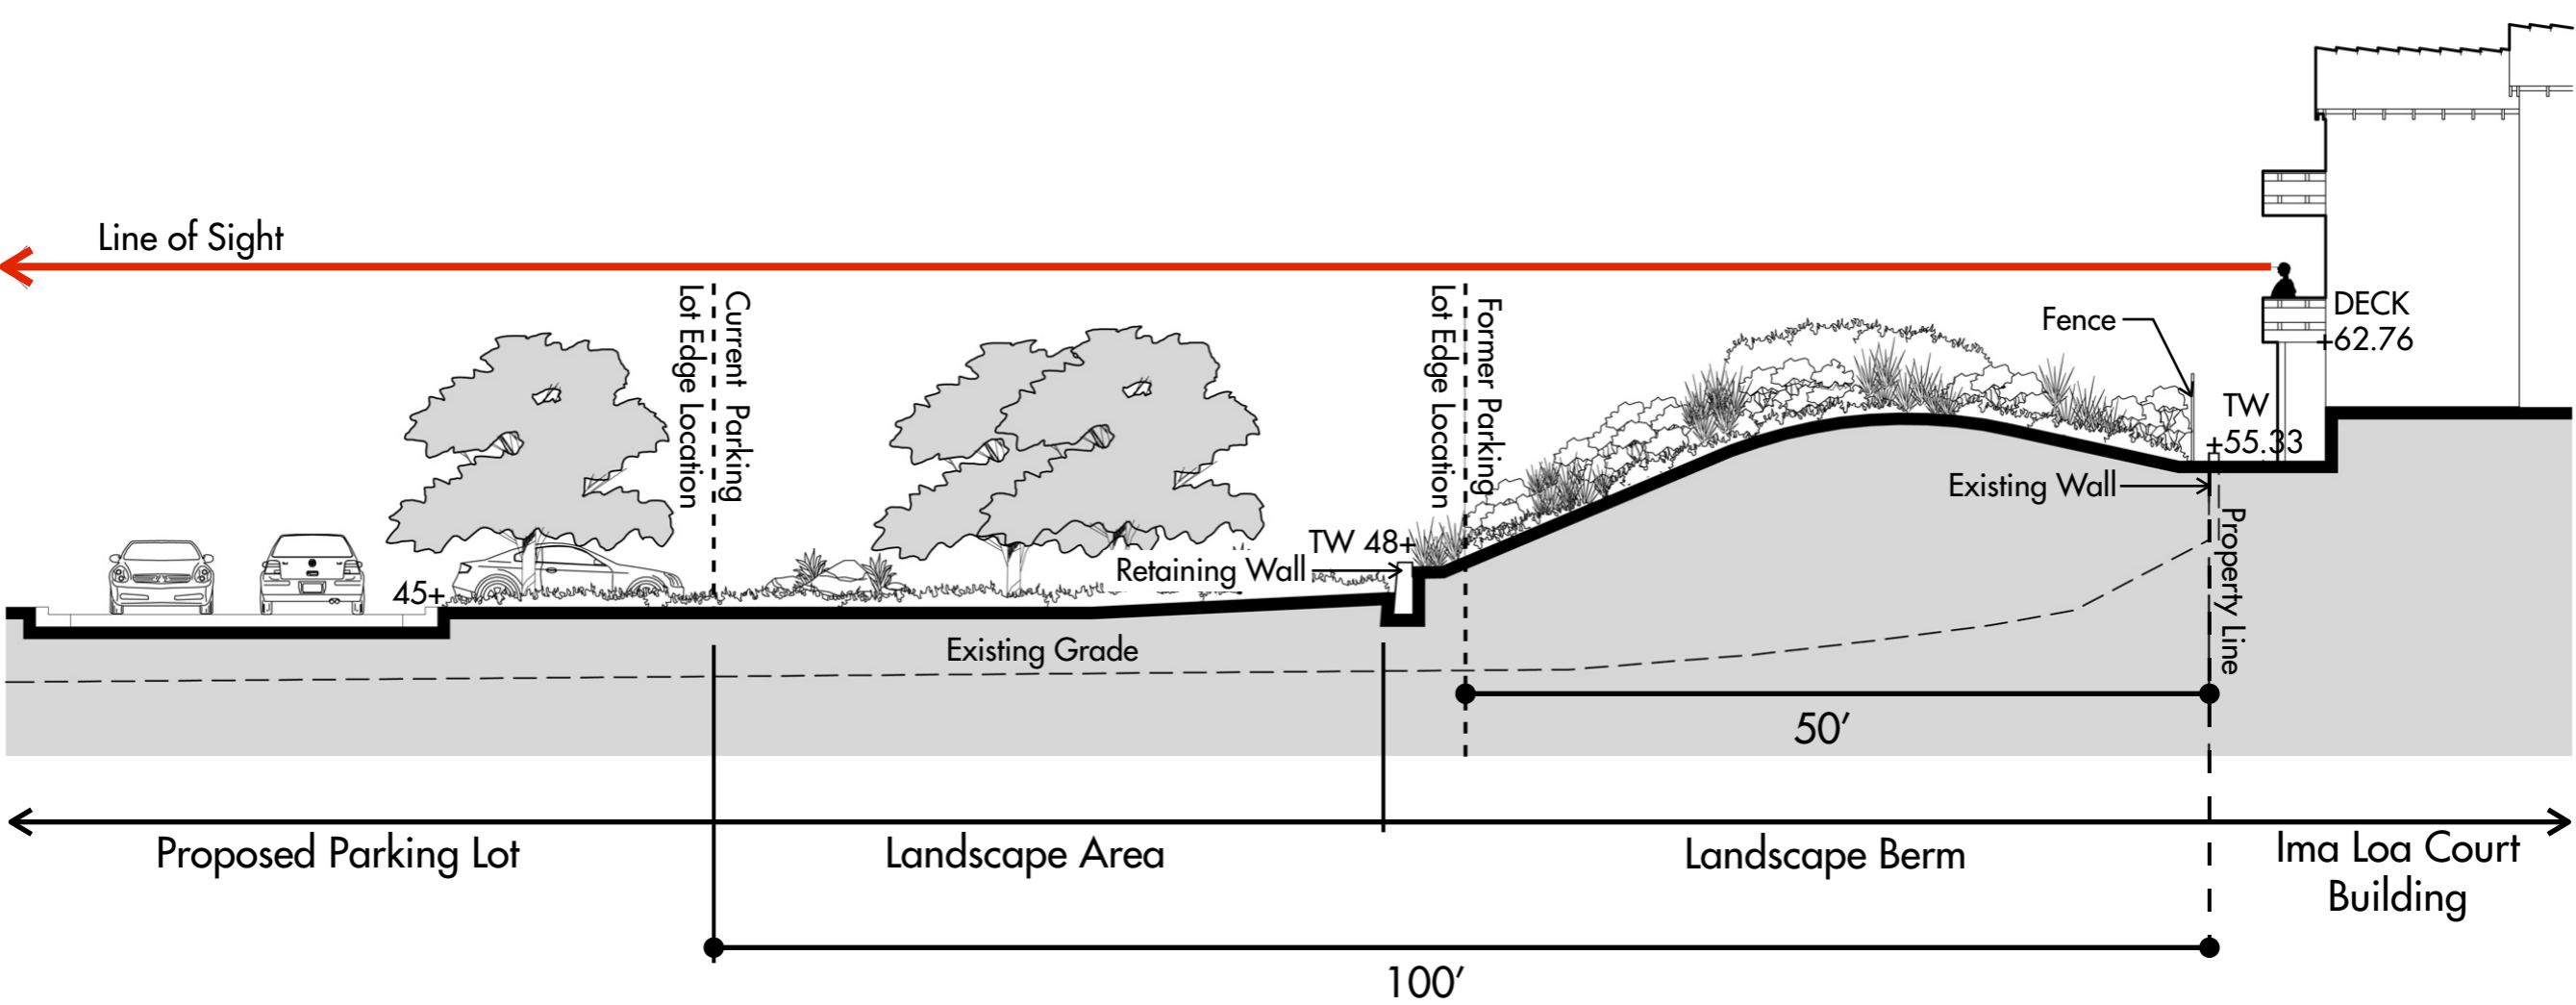 Line of Sight
Current Parking
Lot Edge Location
Former Parking
Lot Edge Location
Fence
DECK
+62.76
TW
+55.33
Existing Wall
Property Line
TW 48+
Retaining Wall
45+
Existing Grade
50′
Proposed Parking Lot
Landscape Area
Landscape Berm
Ima Loa Court
Building
100′